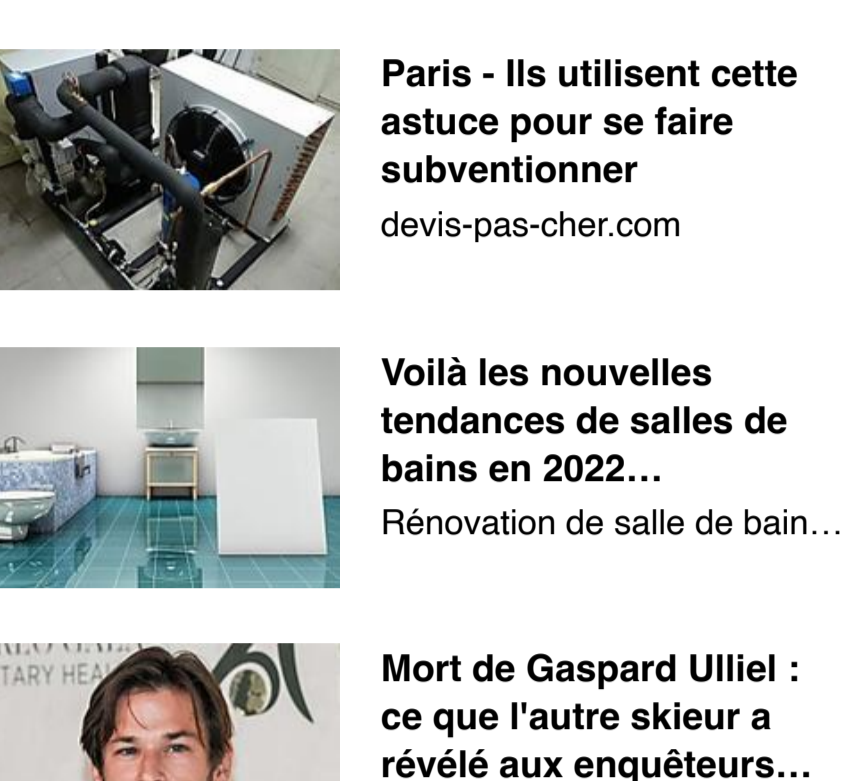 Paris - Ils utilisent cette
astuce pour se faire
subventionner
devis-pas-cher.com
Voilà les nouvelles
tendances de salles de
bains en 2022...
Rénovation de salle de bain...
TARY HEA
Mort de Gaspard Ulliel :
ce que l'autre skieur a
révélé aux enquêteurs...